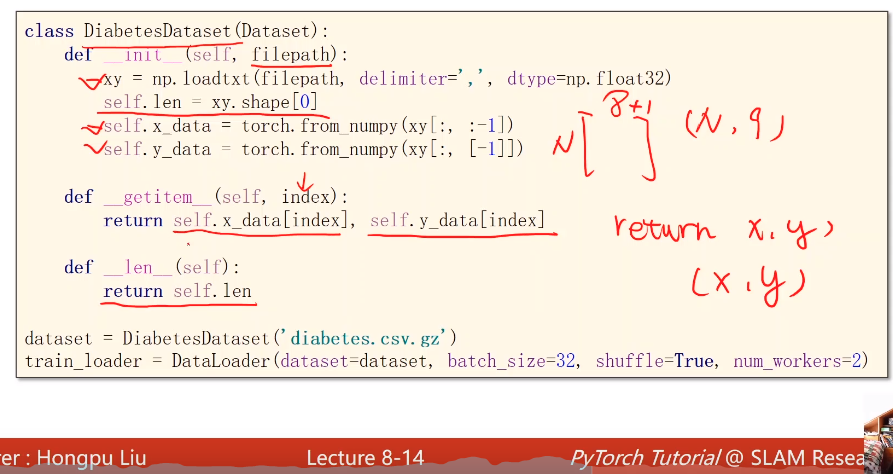 class DiabetesDataset(Dataset):
def __init__(self, filepath):
xy = np.loadtxt(filepath, delimiter=',', dtype=np.float32)
self.len = xy.shape[0]
self.x_data = torch.from_numpy(xy[:, :-1])
self.y_data = torch.from_numpy(xy[:, [-1]])
N [ 8+1 ] (N, 9)
def __getitem__(self, index):
return self.x_data[index], self.y_data[index]
return x, y,
(x, y)
def __len__(self):
return self.len
dataset = DiabetesDataset('diabetes.csv.gz')
train_loader = DataLoader(dataset=dataset, batch_size=32, shuffle=True, num_workers=2)
rer : Hongpu Liu Lecture 8-14 PyTorch Tutorial @ SLAM Resea